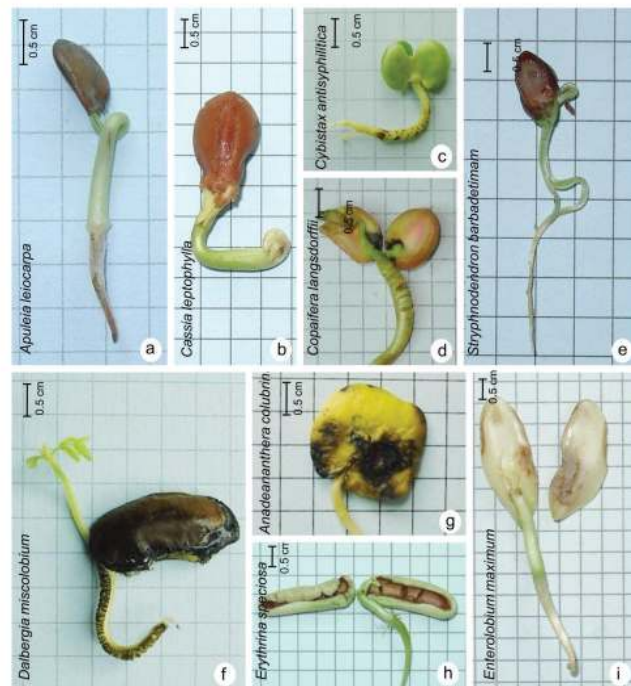 0.5 cm
Apuleia leiocarpa
a
0.5 cm
Cassia leptophylla
b
0.5 cm
Cybistax antisyphilitica
c
0.5 cm
Copaifera langsdorffii
d
0.5 cm
Stryphnodendron barbadetimam
e
0.5 cm
Dalbergia miscolobium
f
0.5 cm
Anadeananthera colubrin
g
0.5 cm
Erythrina speciosa
h
0.5 cm
Enterolobium maximum
i